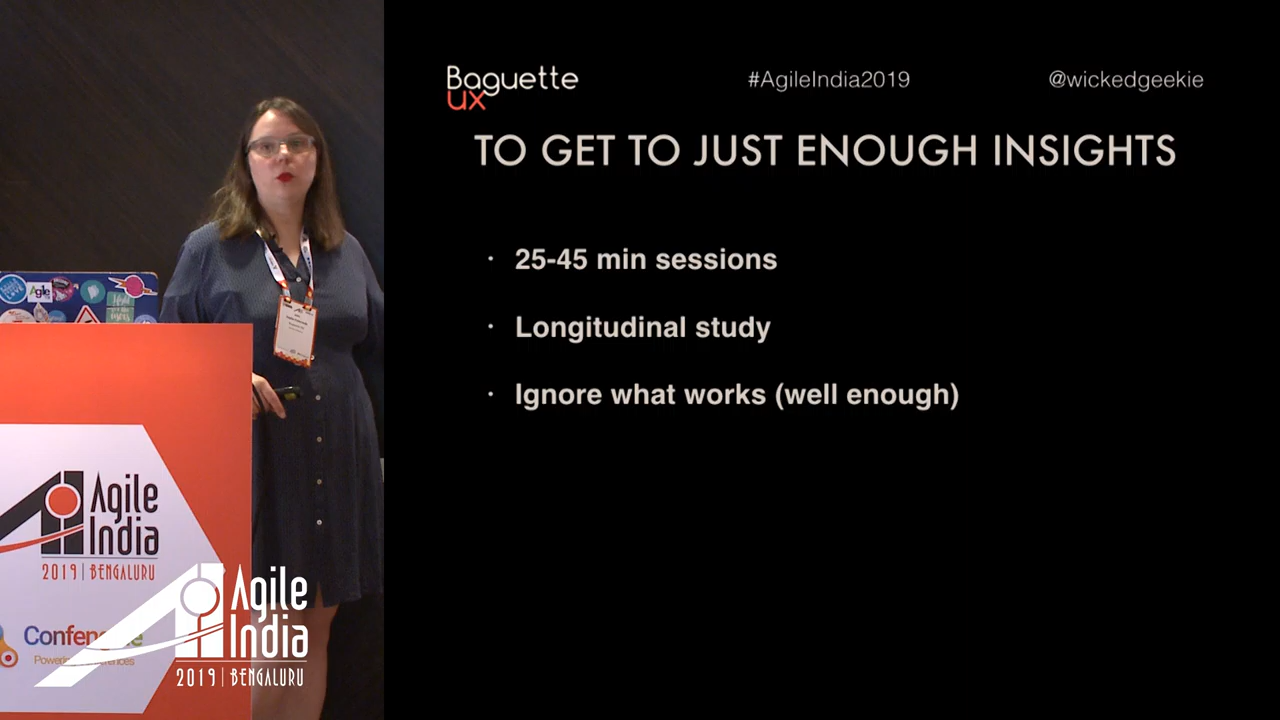 Baguette
UX
#AgileIndia2019
@wickedgeekie
TO GET TO JUST ENOUGH INSIGHTS
• 25-45 min sessions
• Longitudinal study
• Ignore what works (well enough)
Agile
Agile
India
2019 | BENGALURU
Agile
India
2019 | BENGALURU